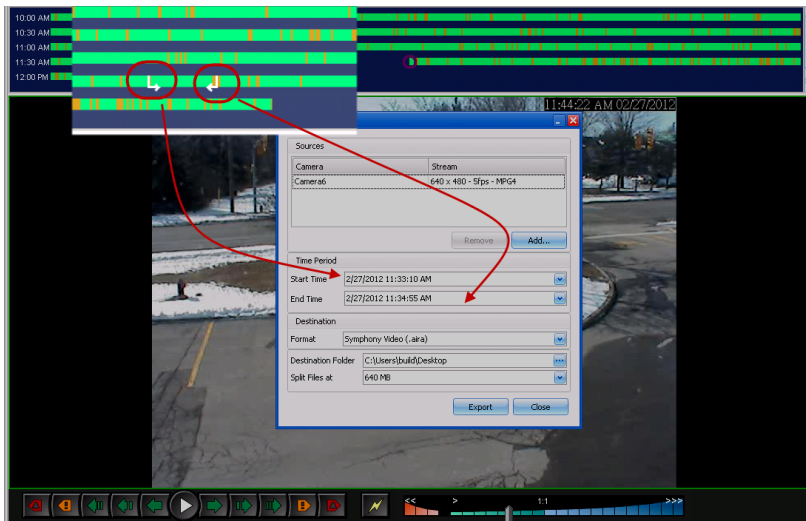 10:00 AM
10:30 AM
11:00 AM
11:30 AM
12:00 PM
11:44:22 AM 02/27/2012
Sources
Camera Stream
Camera6 640 x 480 - 5fps - MPG4
Remove Add...
Time Period
Start Time 2/27/2012 11:33:10 AM
End Time 2/27/2012 11:34:55 AM
Destination
Format Symphony Video (.aira)
Destination Folder C:\Users\build\Desktop ...
Split Files at 640 MB
Export Close
<< > 1:1 >>>